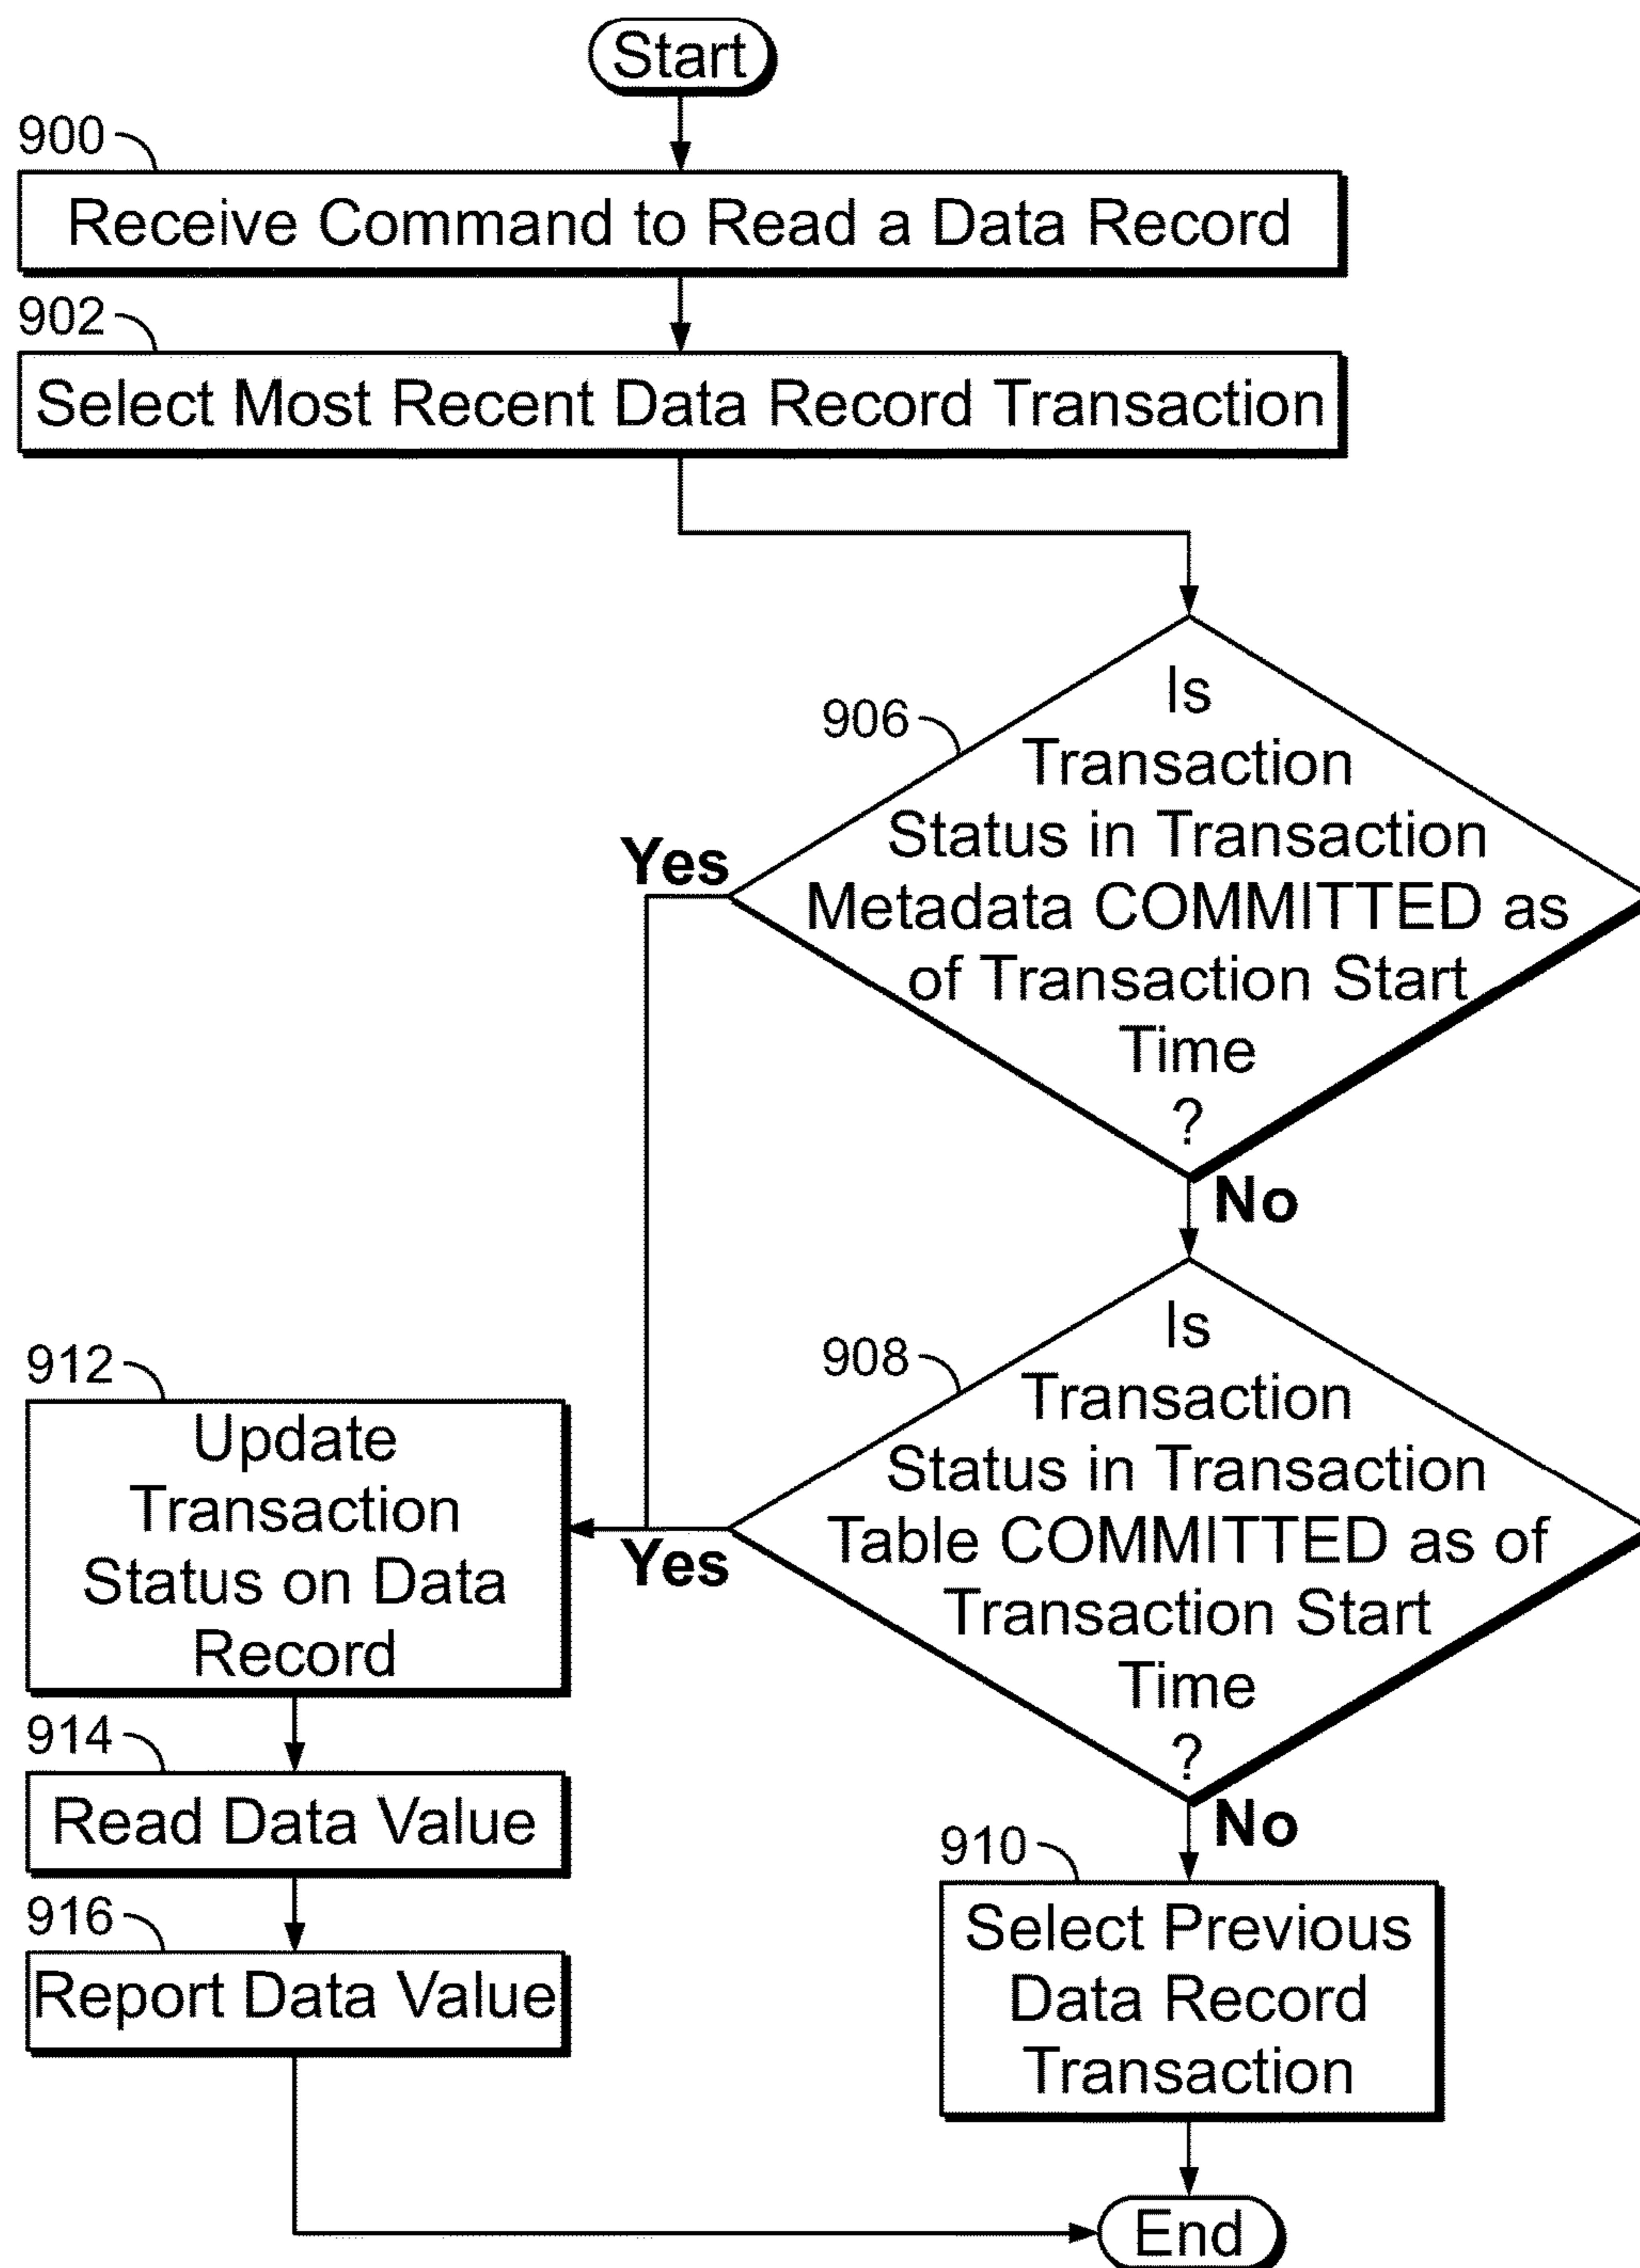 Start
900
Receive Command to Read a Data Record
902
Select Most Recent Data Record Transaction
906
Is
Transaction
Status in Transaction
Metadata COMMITTED as
of Transaction Start
Time
?
Yes
No
908
Is
Transaction
Status in Transaction
Table COMMITTED as of
Transaction Start
Time
?
Yes
No
912
Update
Transaction
Status on Data
Record
914
Read Data Value
916
Report Data Value
910
Select Previous
Data Record
Transaction
End